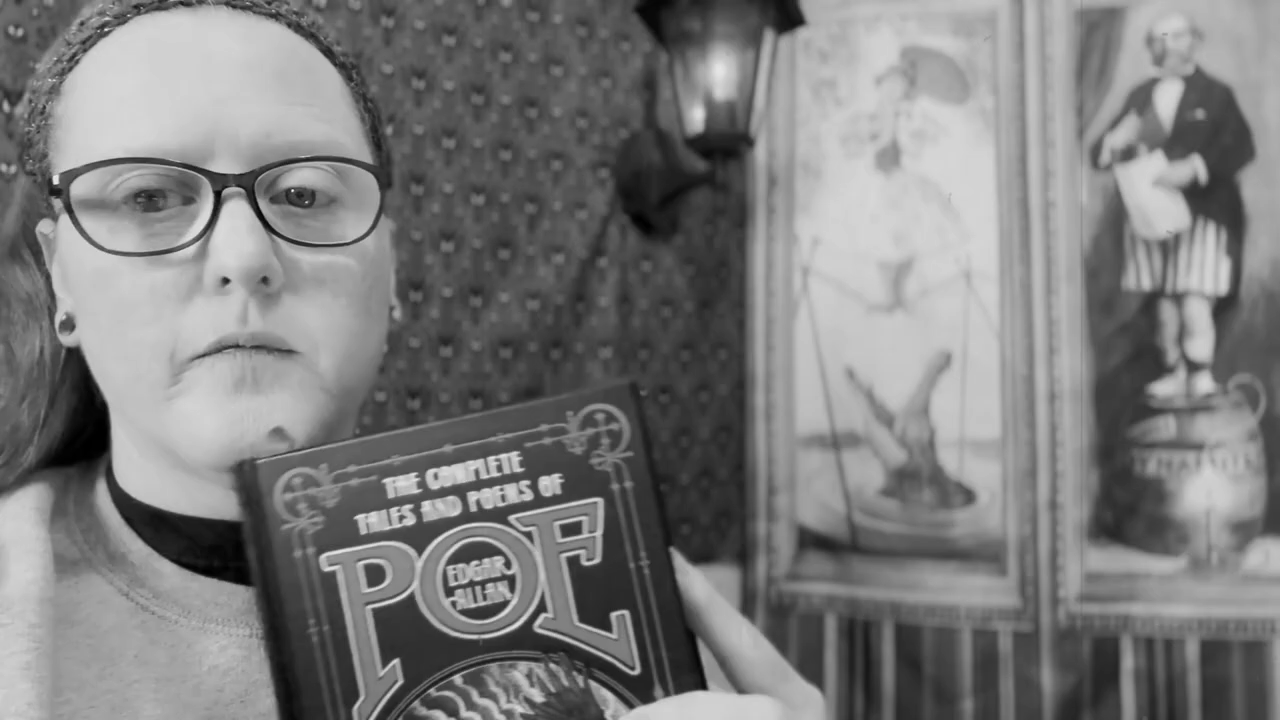 THE COMPLETE
TALES AND POEMS OF
EDGAR
ALLAN
POE